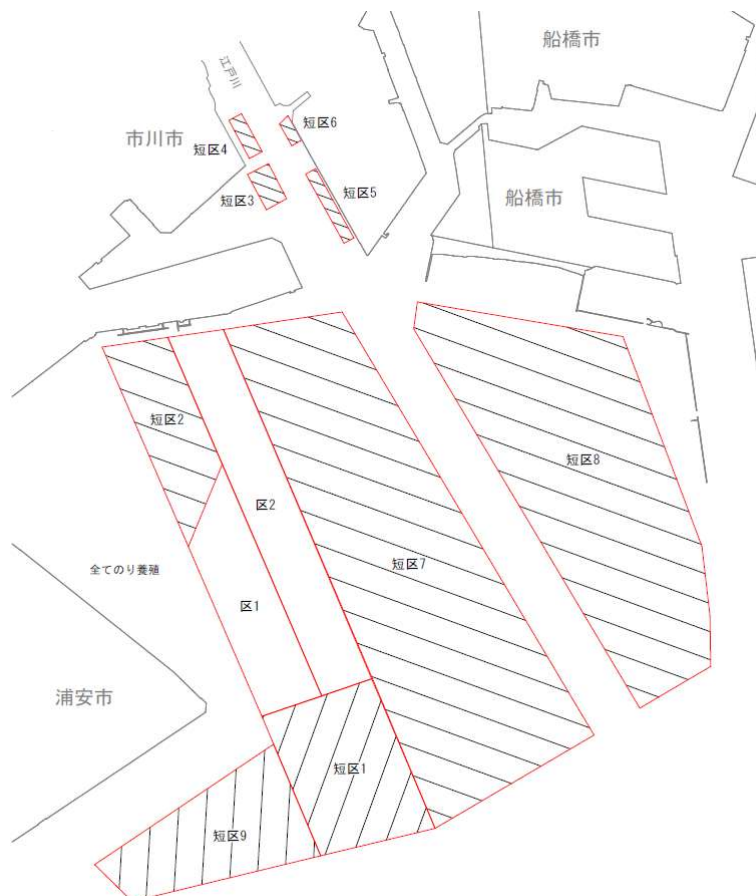 船橋市
江戸川
短区6
市川市
短区4
短区5
短区3
船橋市
短区2
短区8
区2
短区7
全てのり養殖
区1
浦安市
短区1
短区9